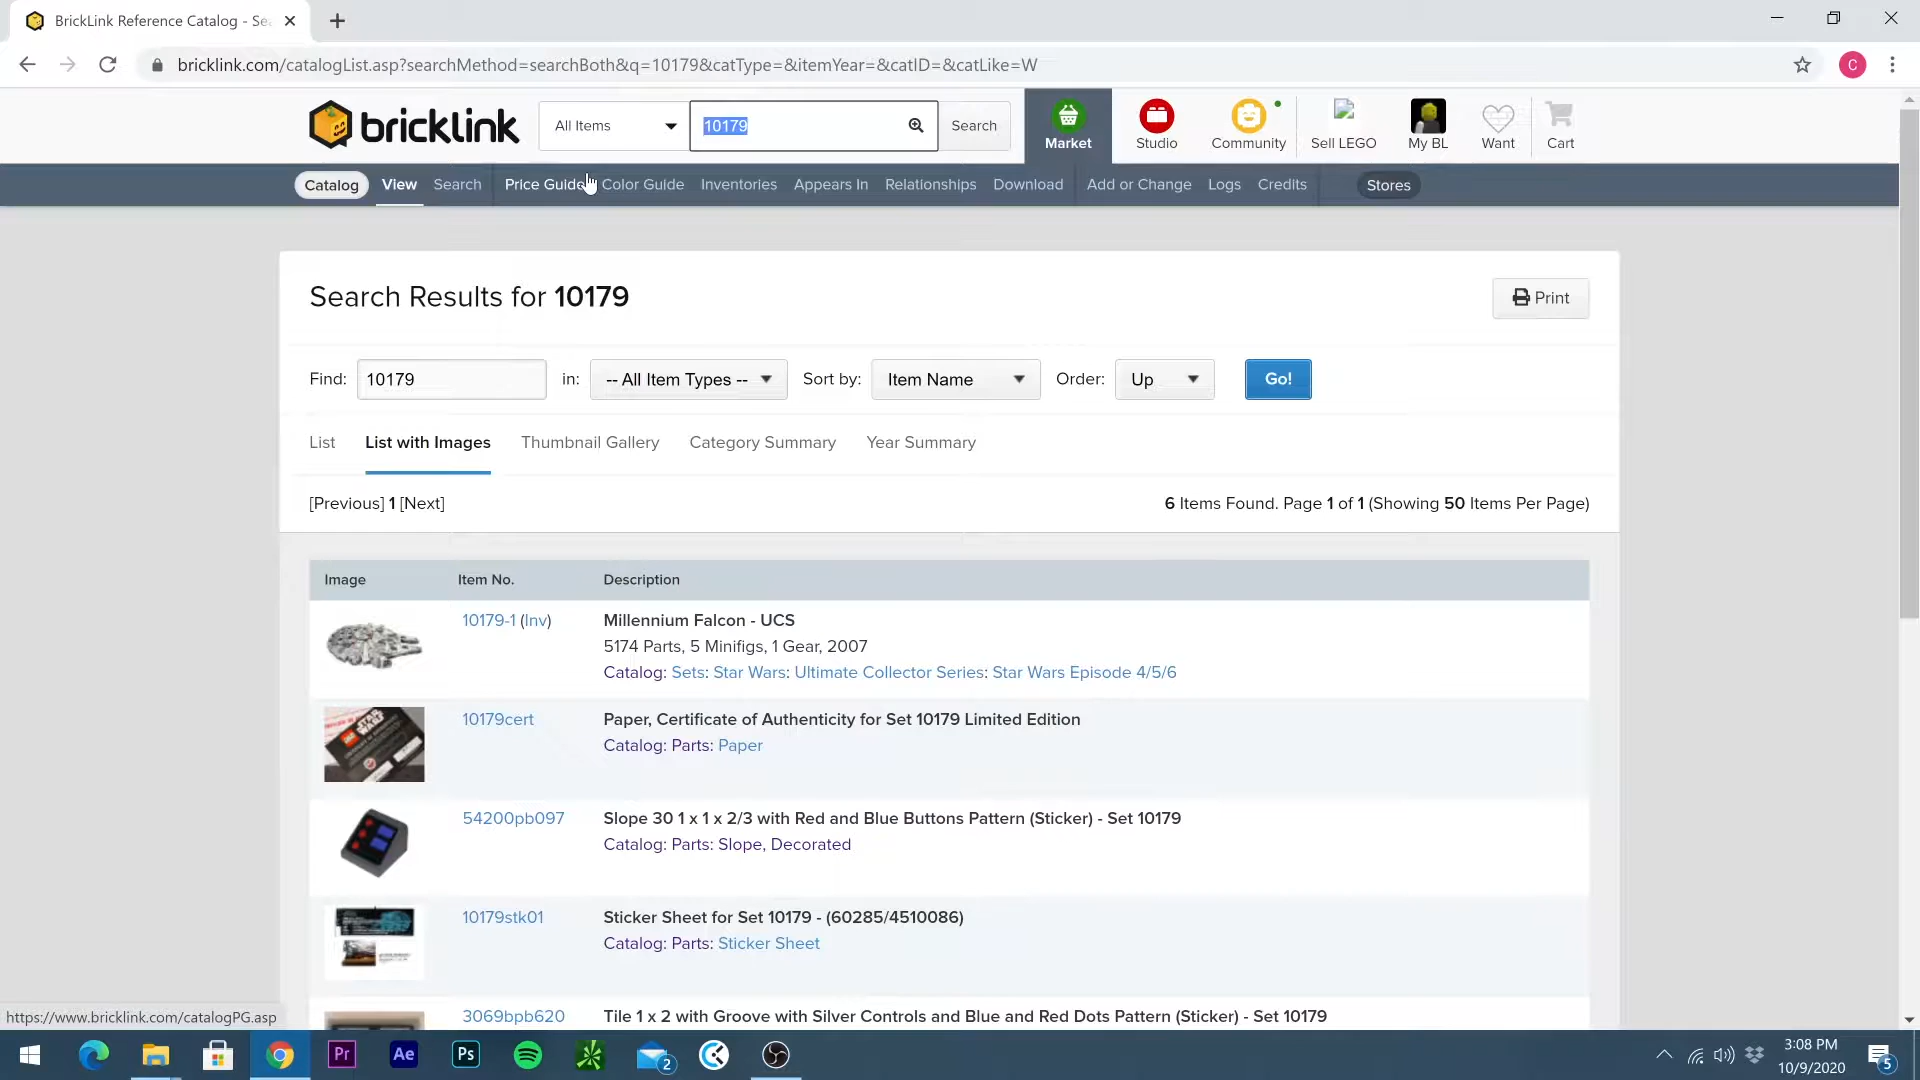 BrickLink Reference Catalog - Sea
bricklink.com/catalogList.asp?searchMethod=searchBoth&q=10179&catType=&itemYear=&catID=&catLike=W
C
bricklink
All Items
10179
Search
Market
Studio
Community
Sell LEGO
My BL
Want
Cart
Catalog
View
Search
Price Guide
Color Guide
Inventories
Appears In
Relationships
Download
Add or Change
Logs
Credits
Stores
Search Results for 10179
Print
Find: 10179 in: -- All Item Types -- Sort by: Item Name Order: Up Go!
List
List with Images
Thumbnail Gallery
Category Summary
Year Summary
[Previous] 1 [Next]
6 Items Found. Page 1 of 1 (Showing 50 Items Per Page)
Image
Item No.
Description
10179-1 (Inv)
Millennium Falcon - UCS
5174 Parts, 5 Minifigs, 1 Gear, 2007
Catalog: Sets: Star Wars: Ultimate Collector Series: Star Wars Episode 4/5/6
10179cert
Paper, Certificate of Authenticity for Set 10179 Limited Edition
Catalog: Parts: Paper
54200pb097
Slope 30 1 x 1 x 2/3 with Red and Blue Buttons Pattern (Sticker) - Set 10179
Catalog: Parts: Slope, Decorated
10179stk01
Sticker Sheet for Set 10179 - (60285/4510086)
Catalog: Parts: Sticker Sheet
3069bpb620
Tile 1 x 2 with Groove with Silver Controls and Blue and Red Dots Pattern (Sticker) - Set 10179
https://www.bricklink.com/catalogPG.asp
Pr
Ae
Ps
2
3:08 PM
10/9/2020
5